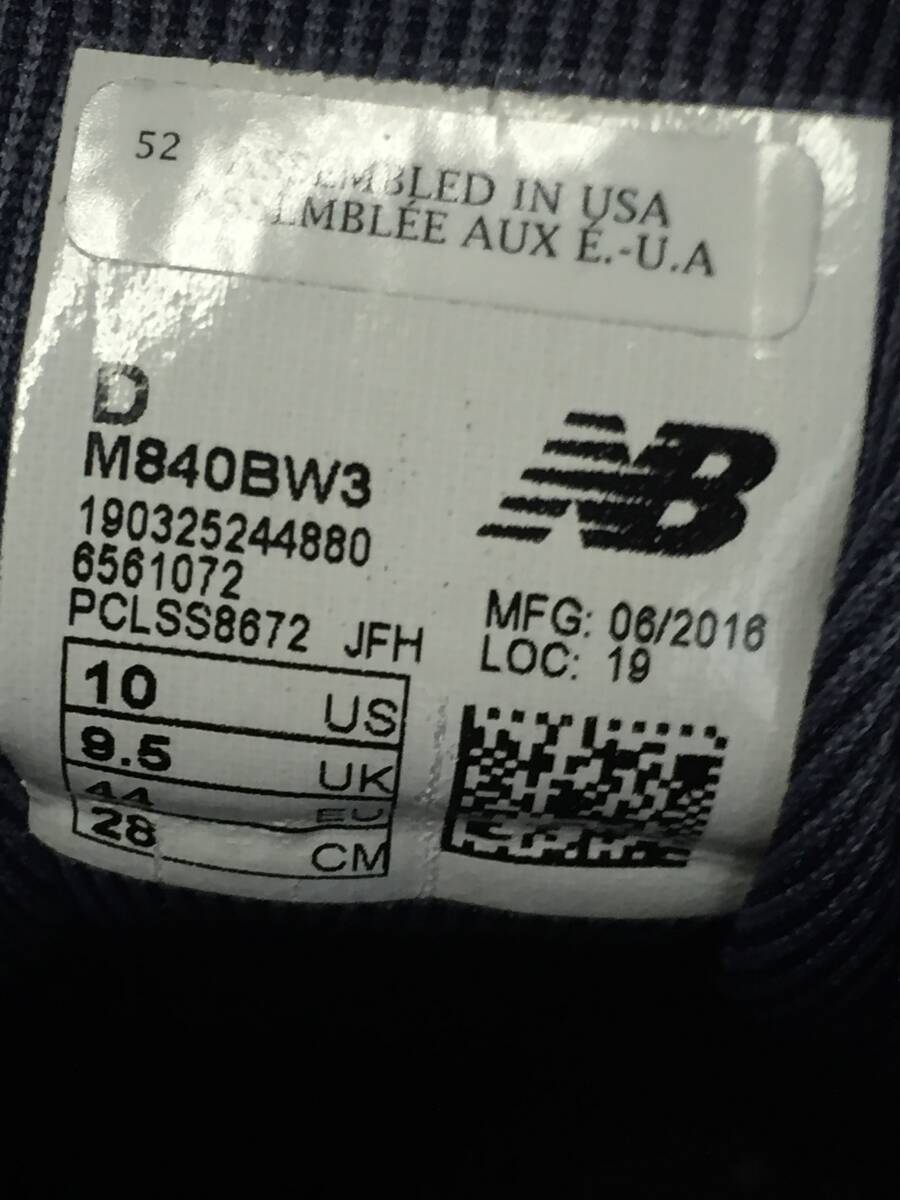 52 ASSEMBLED IN USA
ASSEMBLÉE AUX É.-U.A
D
M840BW3
190325244880
6561072
PCLSS8672 JFH
NB
MFG: 06/2016
LOC: 19
10 US
9.5 UK
44 EU
28 CM